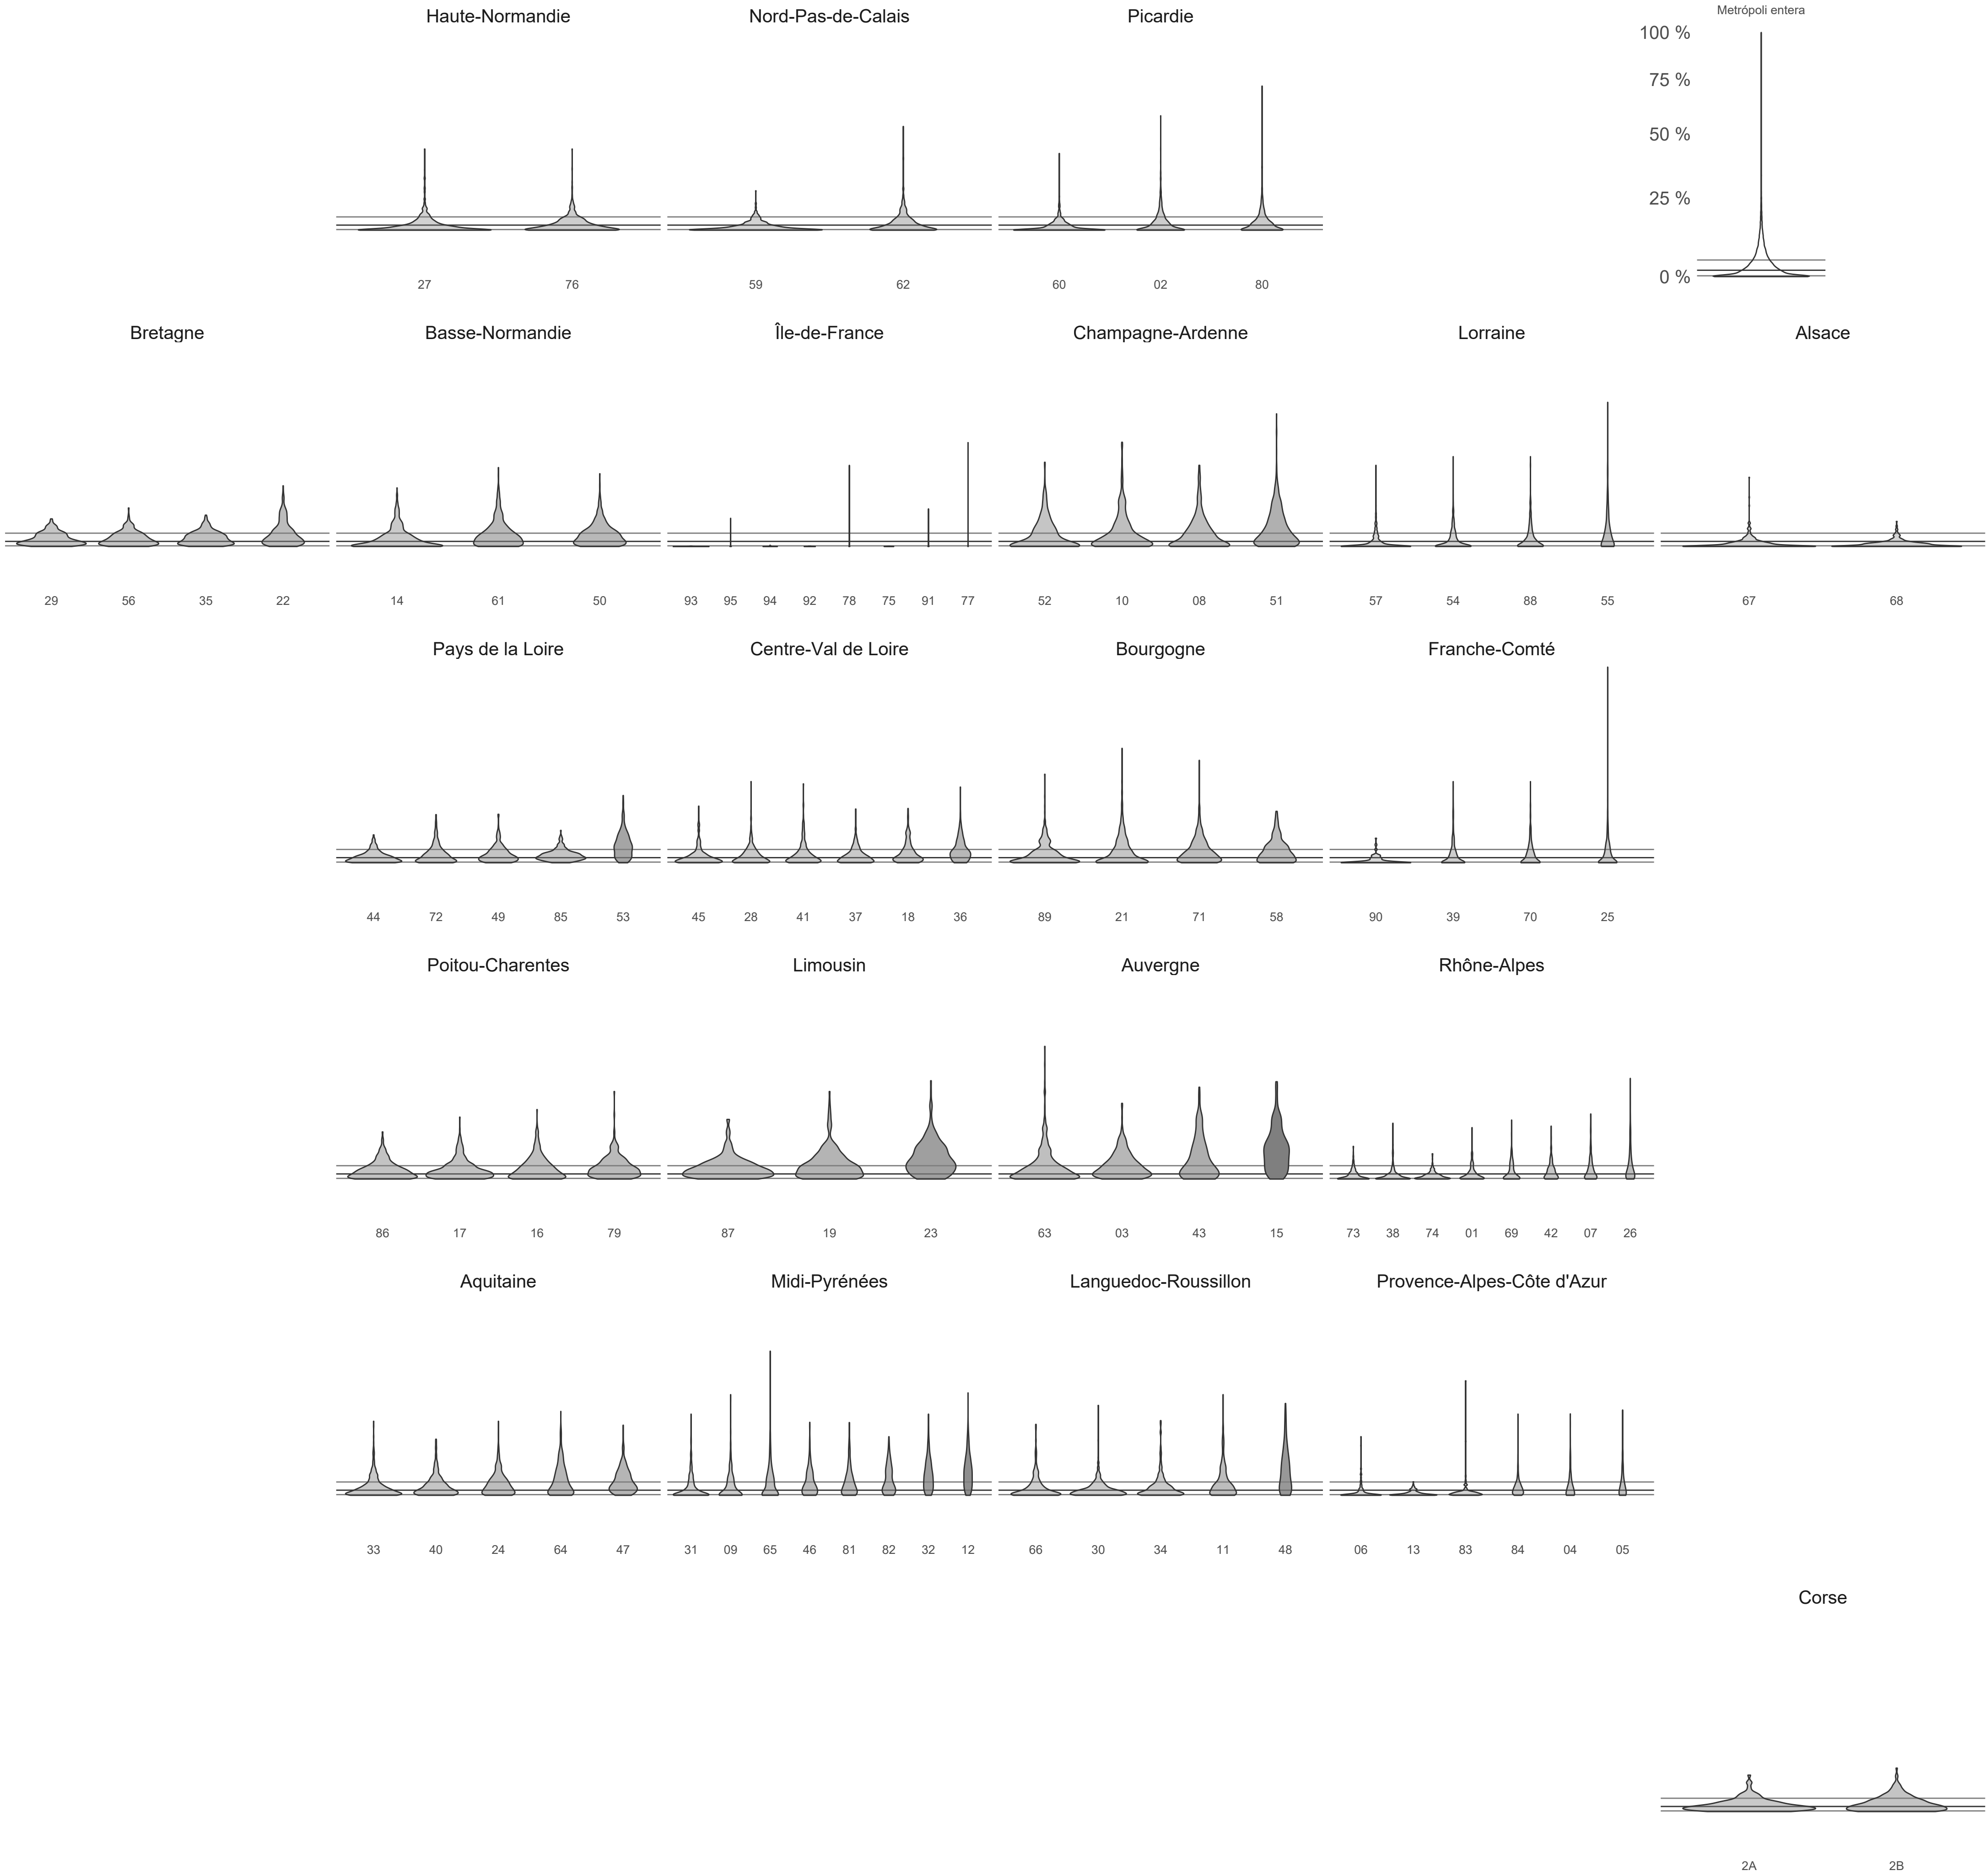 Haute-Normandie Nord-Pas-de-Calais Picardie Metrópoli entera
100 %
75 %
50 %
25 %
0 %
27 76 59 62 60 02 80
Bretagne Basse-Normandie Île-de-France Champagne-Ardenne Lorraine Alsace
29 56 35 22 14 61 50 93 95 94 92 78 75 91 77 52 10 08 51 57 54 88 55 67 68
Pays de la Loire Centre-Val de Loire Bourgogne Franche-Comté
44 72 49 85 53 45 28 41 37 18 36 89 21 71 58 90 39 70 25
Poitou-Charentes Limousin Auvergne Rhône-Alpes
86 17 16 79 87 19 23 63 03 43 15 73 38 74 01 69 42 07 26
Aquitaine Midi-Pyrénées Languedoc-Roussillon Provence-Alpes-Côte d'Azur
33 40 24 64 47 31 09 65 46 81 82 32 12 66 30 34 11 48 06 13 83 84 04 05
Corse
2A 2B